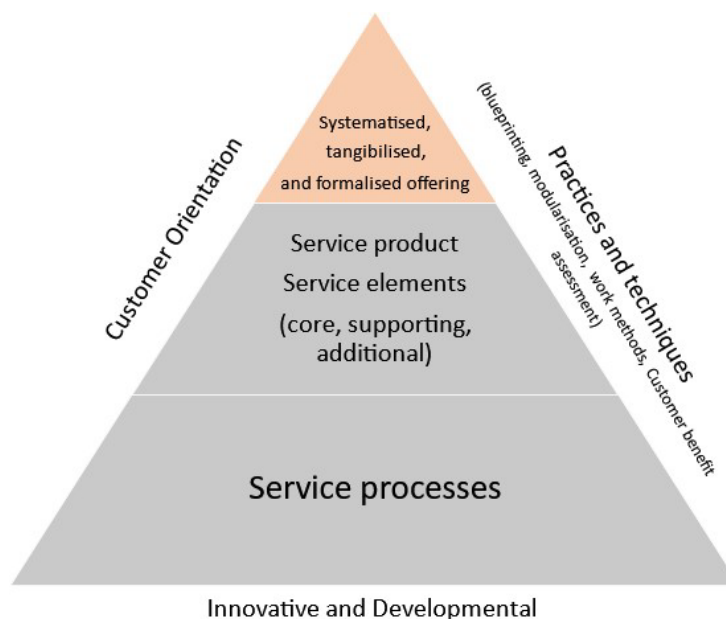 Systematised,
tangibilised,
and formalised offering
Service product
Service elements
(core, supporting,
additional)
Service processes
Customer Orientation
Practices and techniques
(blueprinting, modularisation, work methods, Customer benefit
assessment)
Innovative and Developmental